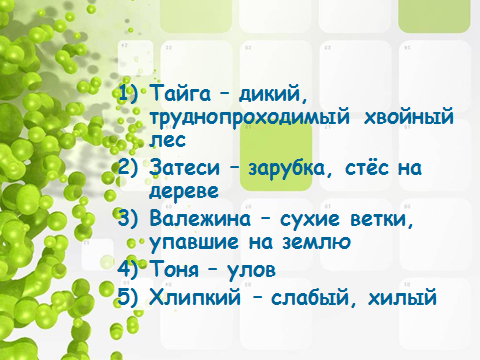 1) Тайга – дикий,
труднопроходимый хвойный
лес
2) Затеси – зарубка, стёс на
дереве
3) Валежина – сухие ветки,
упавшие на землю
4) Тоня – улов
5) Хлипкий – слабый, хилый